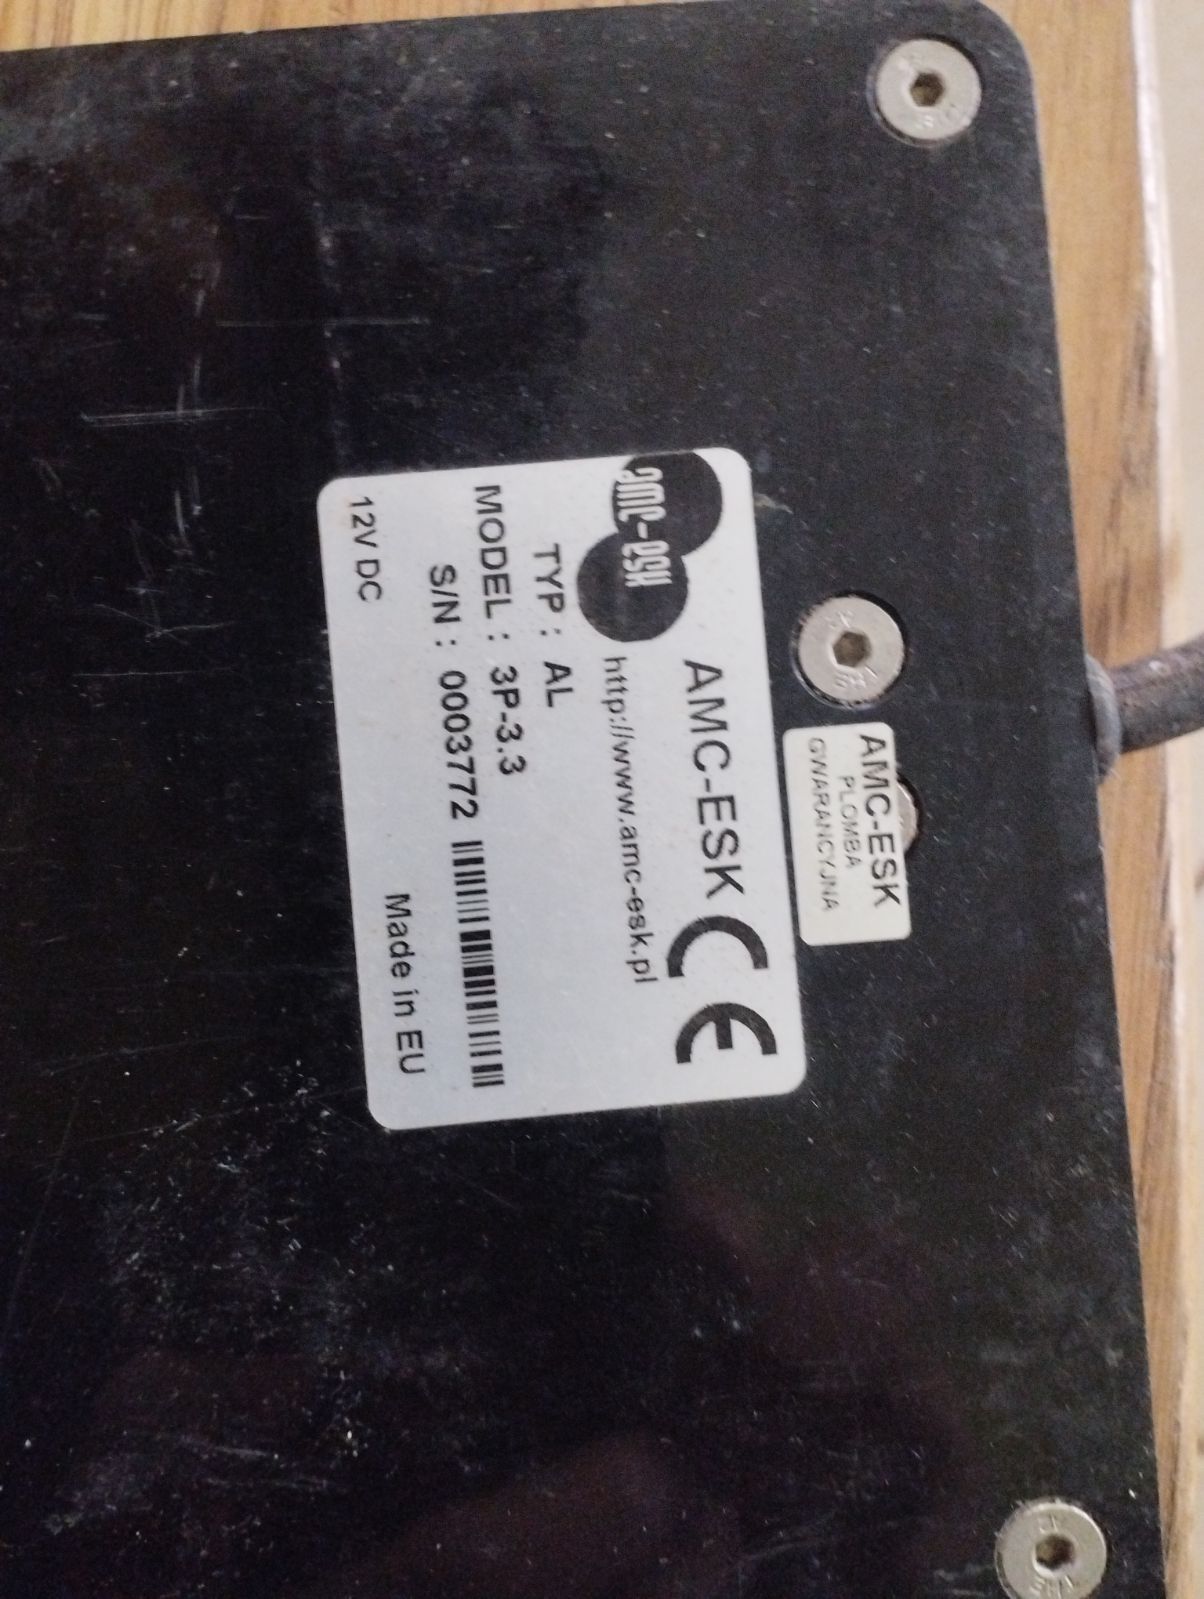 amc-esk
AMC-ESK
CE
http://www.amc-esk.pl
TYP : AL
MODEL : 3P-3.3
S/N : 0003772
12V DC
Made in EU
AMC-ESK
PLOMBA
GWARANCYJNA